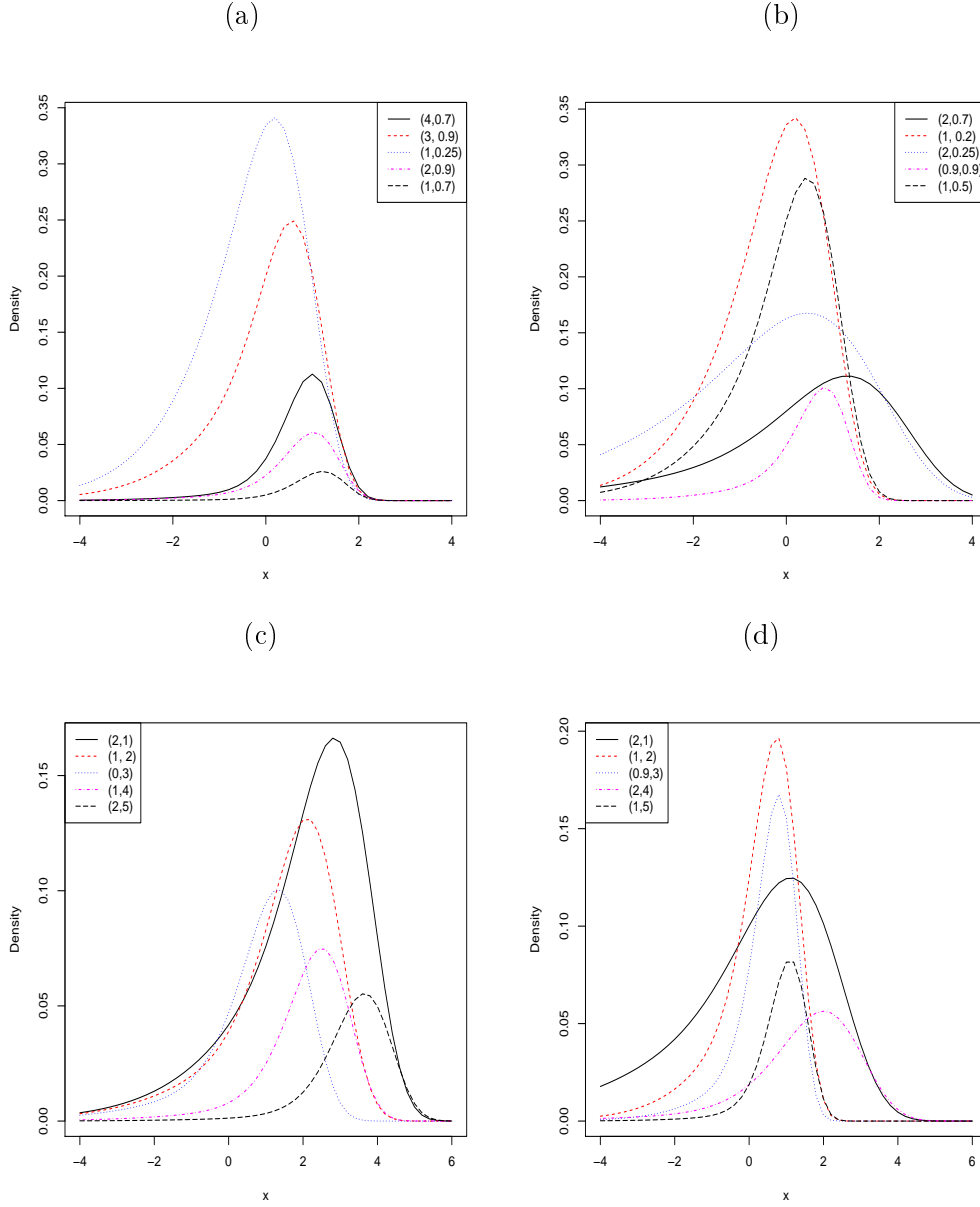 (a)
(b)
Density
0.00 0.05 0.10 0.15 0.20 0.25 0.30 0.35
(4,0.7)
(3, 0.9)
(1,0.25)
(2,0.9)
(1,0.7)
−4 −2 0 2 4
x
Density
0.00 0.05 0.10 0.15 0.20 0.25 0.30 0.35
(2,0.7)
(1, 0.2)
(2,0.25)
(0.9,0.9)
(1,0.5)
−4 −2 0 2 4
x
(c)
(d)
Density
0.00 0.05 0.10 0.15
(2,1)
(1, 2)
(0,3)
(1,4)
(2,5)
−4 −2 0 2 4 6
x
Density
0.00 0.05 0.10 0.15 0.20
(2,1)
(1, 2)
(0.9,3)
(2,4)
(1,5)
−4 −2 0 2 4 6
x